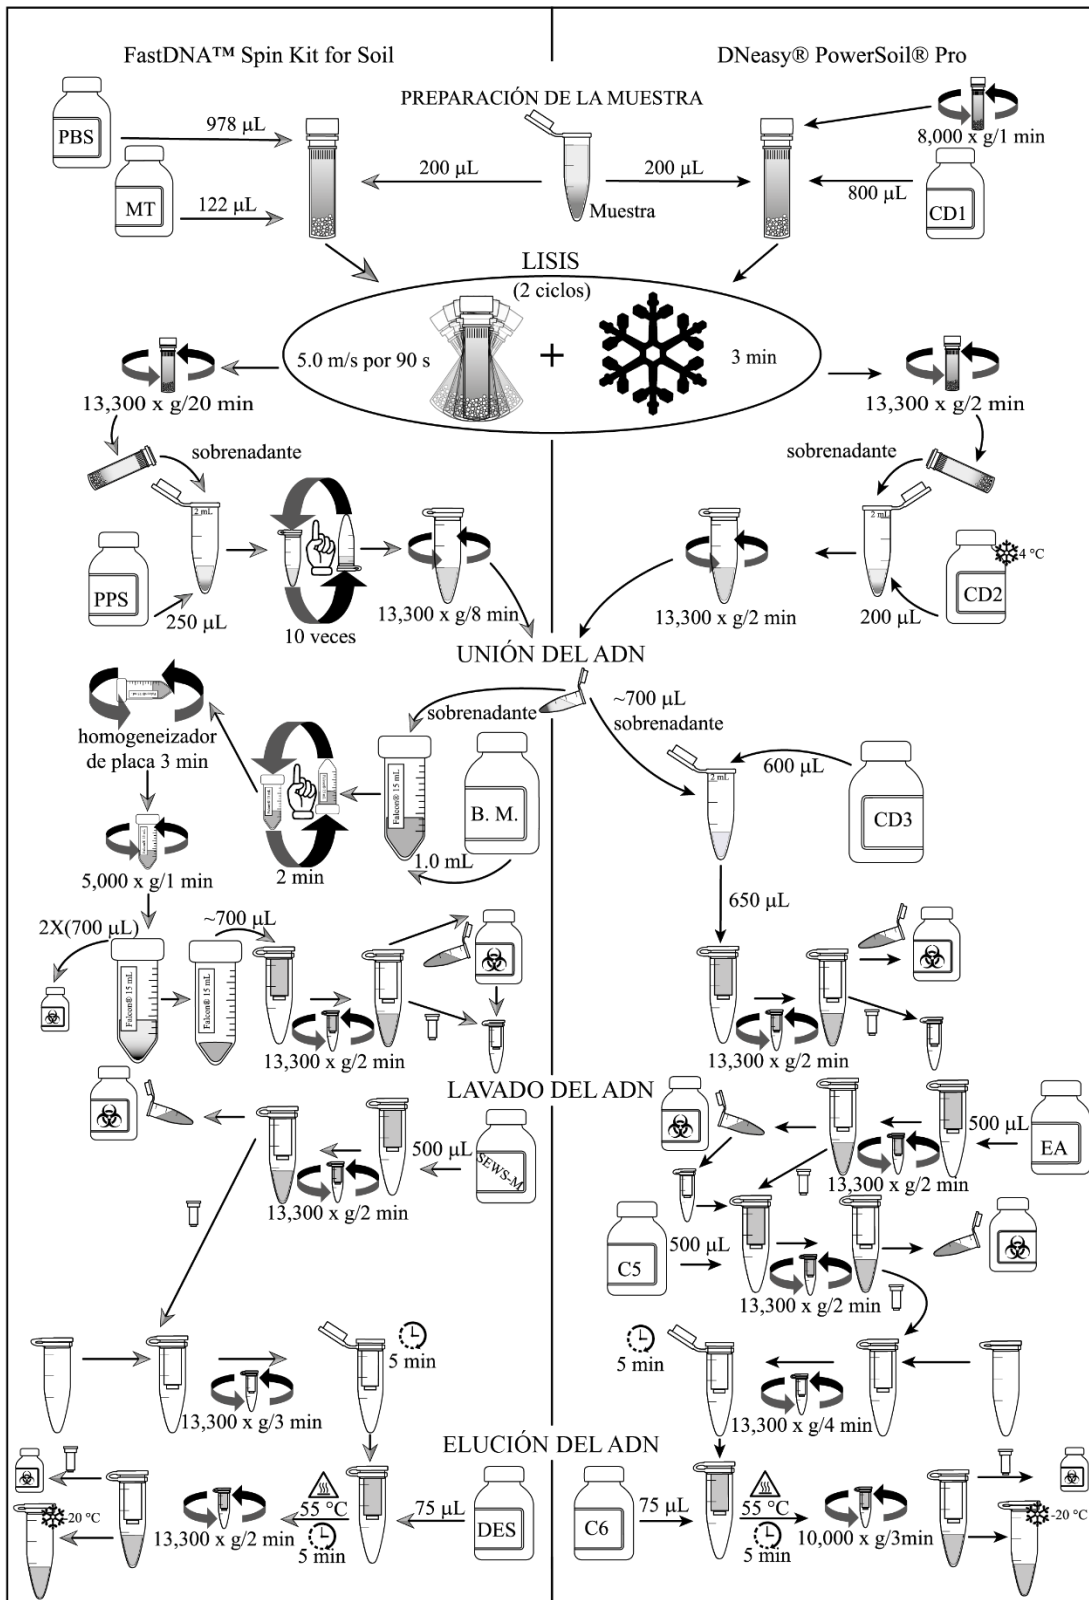 FastDNA™ Spin Kit for Soil
DNeasy® PowerSoil® Pro
PREPARACIÓN DE LA MUESTRA
PBS
978 µL
MT
122 µL
200 µL
200 µL
Muestra
8,000 x g/1 min
800 µL
CD1
LISIS
(2 ciclos)
5.0 m/s por 90 s
+
3 min
13,300 x g/20 min
13,300 x g/2 min
sobrenadante
2 mL
PPS
250 µL
10 veces
13,300 x g/8 min
sobrenadante
2 mL
4 °C
CD2
200 µL
13,300 x g/2 min
UNIÓN DEL ADN
sobrenadante
~700 µL
sobrenadante
homogeneizador
de placa 3 min
2 min
Falcon® 15 mL
B. M.
1.0 mL
5,000 x g/1 min
2 mL
600 µL
CD3
650 µL
2X(700 µL)
~700 µL
Falcon® 15 mL
Falcon® 15 mL
13,300 x g/2 min
13,300 x g/2 min
LAVADO DEL ADN
500 µL
SEWS-M
13,300 x g/2 min
500 µL
EA
13,300 x g/2 min
C5
500 µL
13,300 x g/2 min
5 min
13,300 x g/3 min
5 min
13,300 x g/4 min
ELUCIÓN DEL ADN
-20 °C
13,300 x g/2 min
55 °C
5 min
75 µL
DES
C6
75 µL
55 °C
5 min
10,000 x g/3min
-20 °C